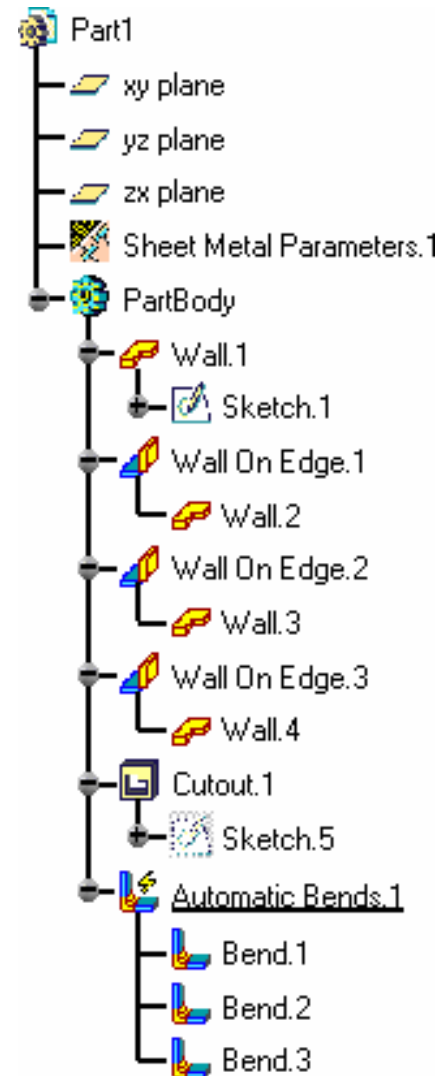 Part1
xy plane
yz plane
zx plane
Sheet Metal Parameters.1
PartBody
Wall.1
Sketch.1
Wall On Edge.1
Wall.2
Wall On Edge.2
Wall.3
Wall On Edge.3
Wall.4
Cutout.1
Sketch.5
Automatic Bends.1
Bend.1
Bend.2
Bend.3